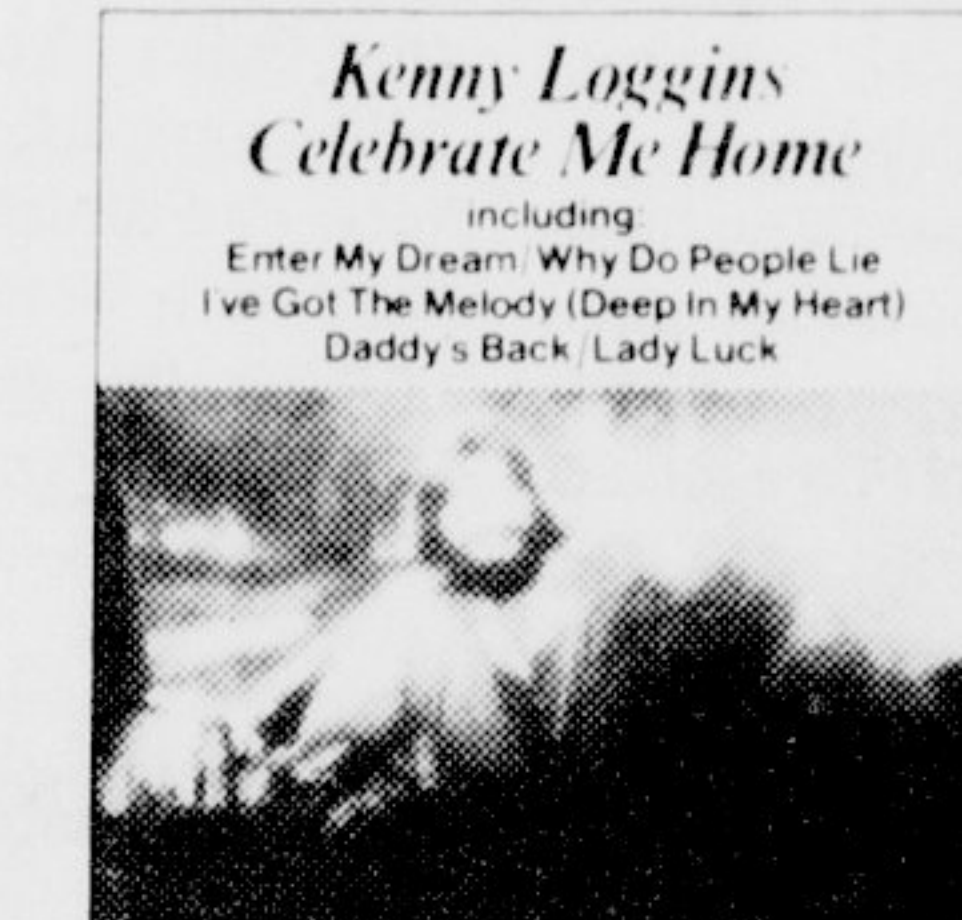 Kenny Loggins
Celebrate Me Home
including:
Enter My Dream/Why Do People Lie
I've Got The Melody (Deep In My Heart)
Daddy's Back/Lady Luck